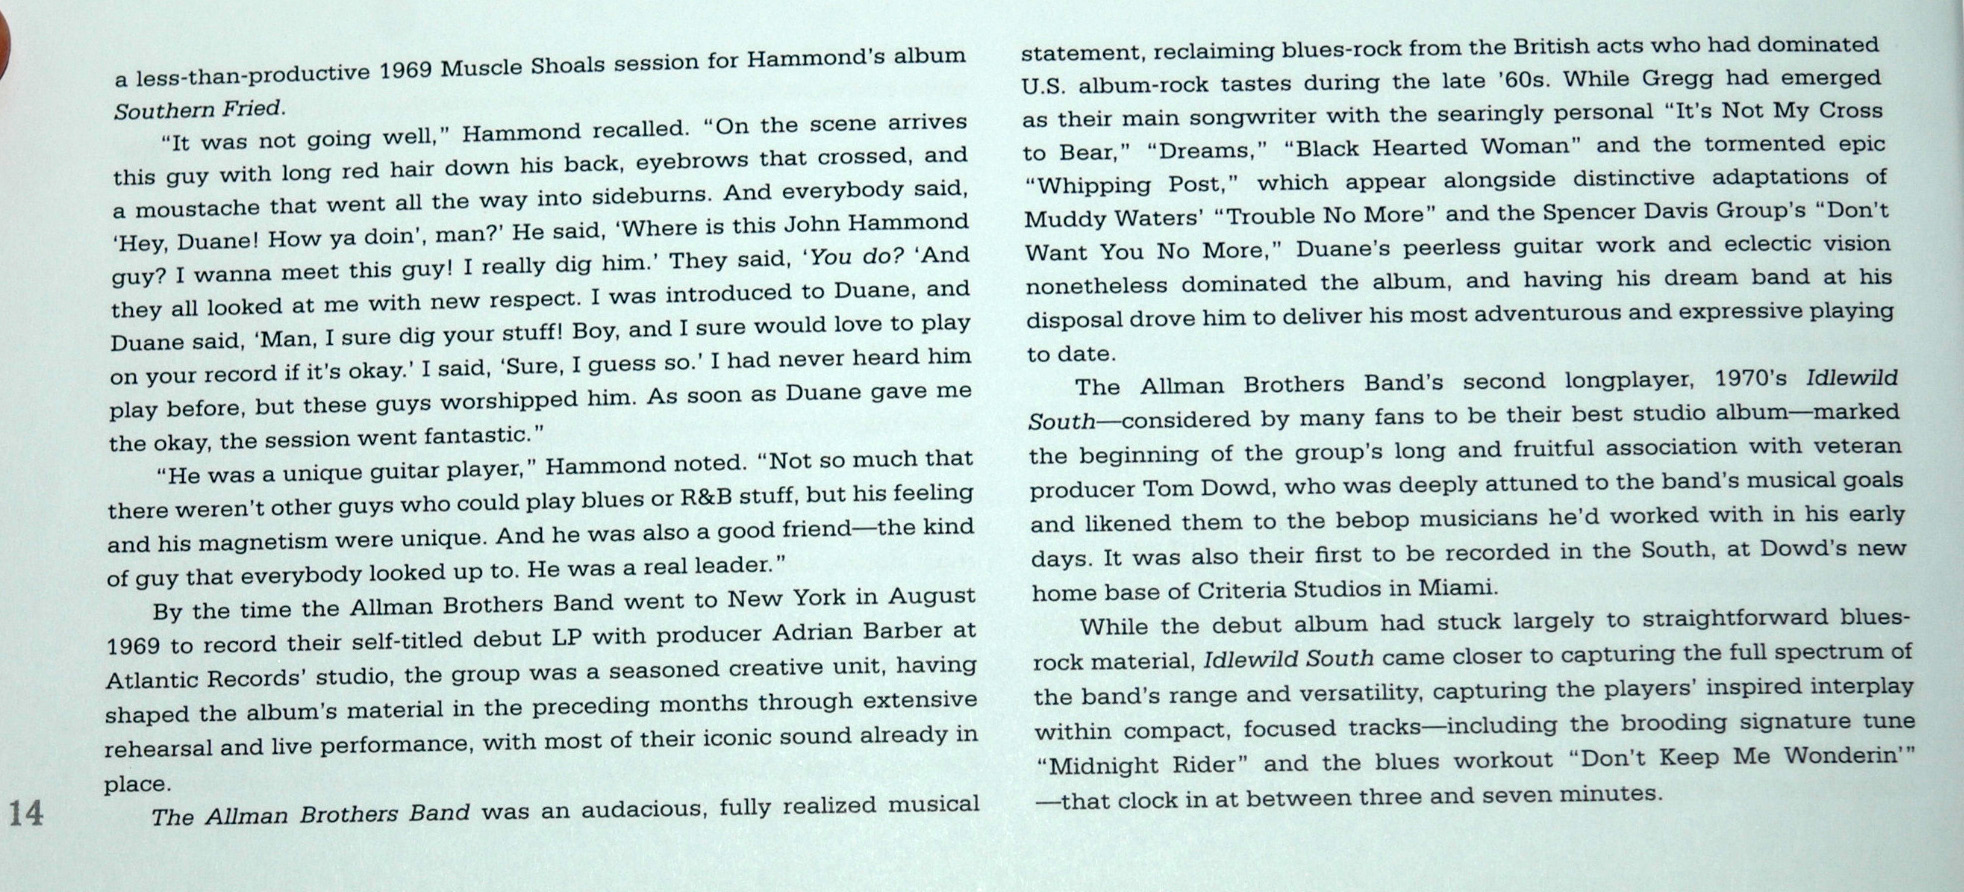 a less-than-productive 1969 Muscle Shoals session for Hammond's album
Southern Fried.
“It was not going well,” Hammond recalled. “On the scene arrives
this guy with long red hair down his back, eyebrows that crossed, and
a moustache that went all the way into sideburns. And everybody said,
‘Hey, Duane! How ya doin’, man?’ He said, ‘Where is this John Hammond
guy? I wanna meet this guy! I really dig him.’ They said, ‘You do? ‘And
they all looked at me with new respect. I was introduced to Duane, and
Duane said, ‘Man, I sure dig your stuff! Boy, and I sure would love to play
on your record if it's okay.’ I said, ‘Sure, I guess so.’ I had never heard him
play before, but these guys worshipped him. As soon as Duane gave me
the okay, the session went fantastic.”
“He was a unique guitar player,” Hammond noted. “Not so much that
there weren’t other guys who could play blues or R&B stuff, but his feeling
and his magnetism were unique. And he was also a good friend—the kind
of guy that everybody looked up to. He was a real leader.”
By the time the Allman Brothers Band went to New York in August
1969 to record their self-titled debut LP with producer Adrian Barber at
Atlantic Records’ studio, the group was a seasoned creative unit, having
shaped the album’s material in the preceding months through extensive
rehearsal and live performance, with most of their iconic sound already in
place.
The Allman Brothers Band was an audacious, fully realized musical
14
statement, reclaiming blues-rock from the British acts who had dominated
U.S. album-rock tastes during the late ’60s. While Gregg had emerged
as their main songwriter with the searingly personal “It’s Not My Cross
to Bear,” “Dreams,” “Black Hearted Woman” and the tormented epic
“Whipping Post,” which appear alongside distinctive adaptations of
Muddy Waters’ “Trouble No More” and the Spencer Davis Group’s “Don’t
Want You No More,” Duane’s peerless guitar work and eclectic vision
nonetheless dominated the album, and having his dream band at his
disposal drove him to deliver his most adventurous and expressive playing
to date.
The Allman Brothers Band’s second longplayer, 1970’s Idlewild
South—considered by many fans to be their best studio album—marked
the beginning of the group’s long and fruitful association with veteran
producer Tom Dowd, who was deeply attuned to the band’s musical goals
and likened them to the bebop musicians he’d worked with in his early
days. It was also their first to be recorded in the South, at Dowd’s new
home base of Criteria Studios in Miami.
While the debut album had stuck largely to straightforward blues-
rock material, Idlewild South came closer to capturing the full spectrum of
the band’s range and versatility, capturing the players’ inspired interplay
within compact, focused tracks—including the brooding signature tune
“Midnight Rider” and the blues workout “Don’t Keep Me Wonderin’”
—that clock in at between three and seven minutes.